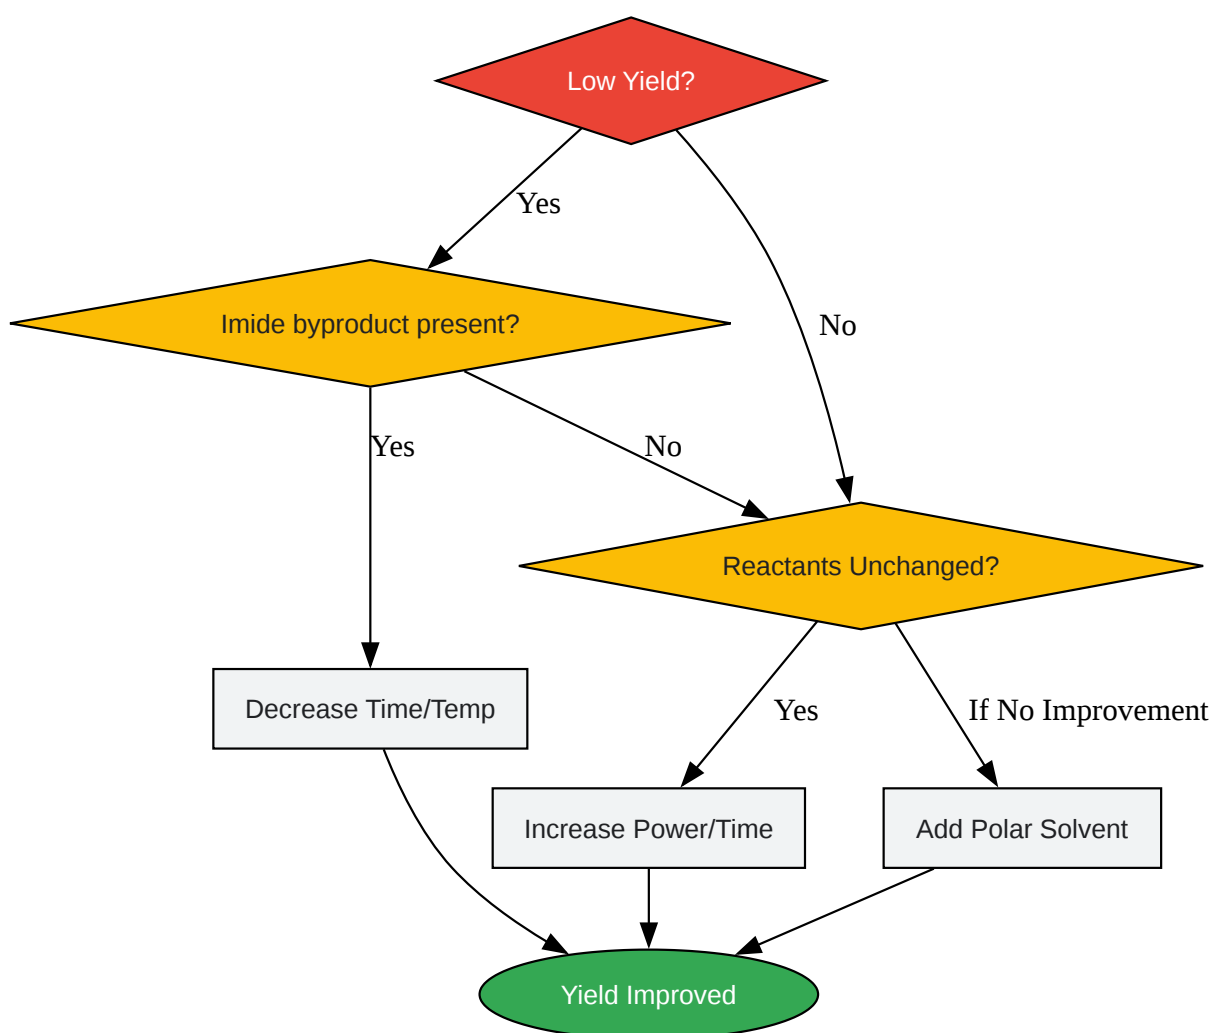 Low Yield?
Yes
Imide byproduct present?
No
Yes
No
Reactants Unchanged?
Decrease Time/Temp
Yes
If No Improvement
Increase Power/Time
Add Polar Solvent
Yield Improved